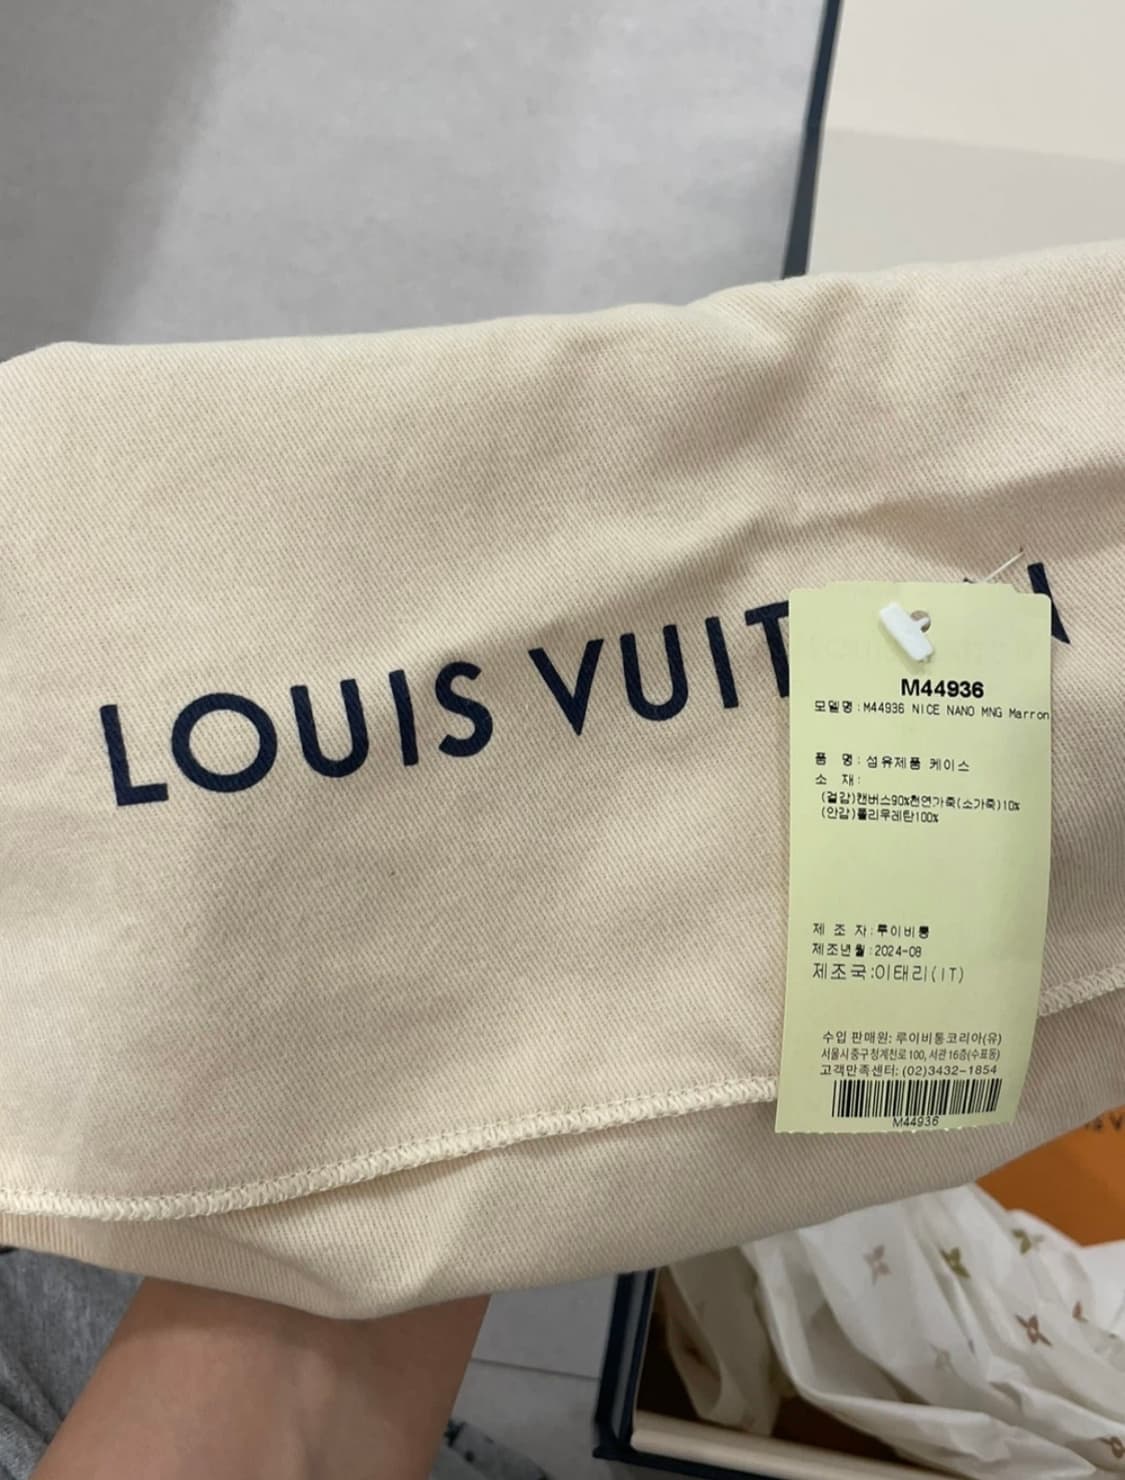 LOUIS VUITTON
M44936
모델명:M44936 NICE NANO MNG Marron
품 명: 섬유제품 케이스
소 재:
(겉감)캔버스90%천연가죽(소가죽)10%
(안감)폴리우레탄100%
제 조 자:루이비통
제조년월:2024-08
제조국:이태리(IT)
수입 판매원: 루이비통코리아(유)
서울시 중구 청계천로 100, 서관 16층(수표동)
고객만족센터: (02)3432-1854
M44936